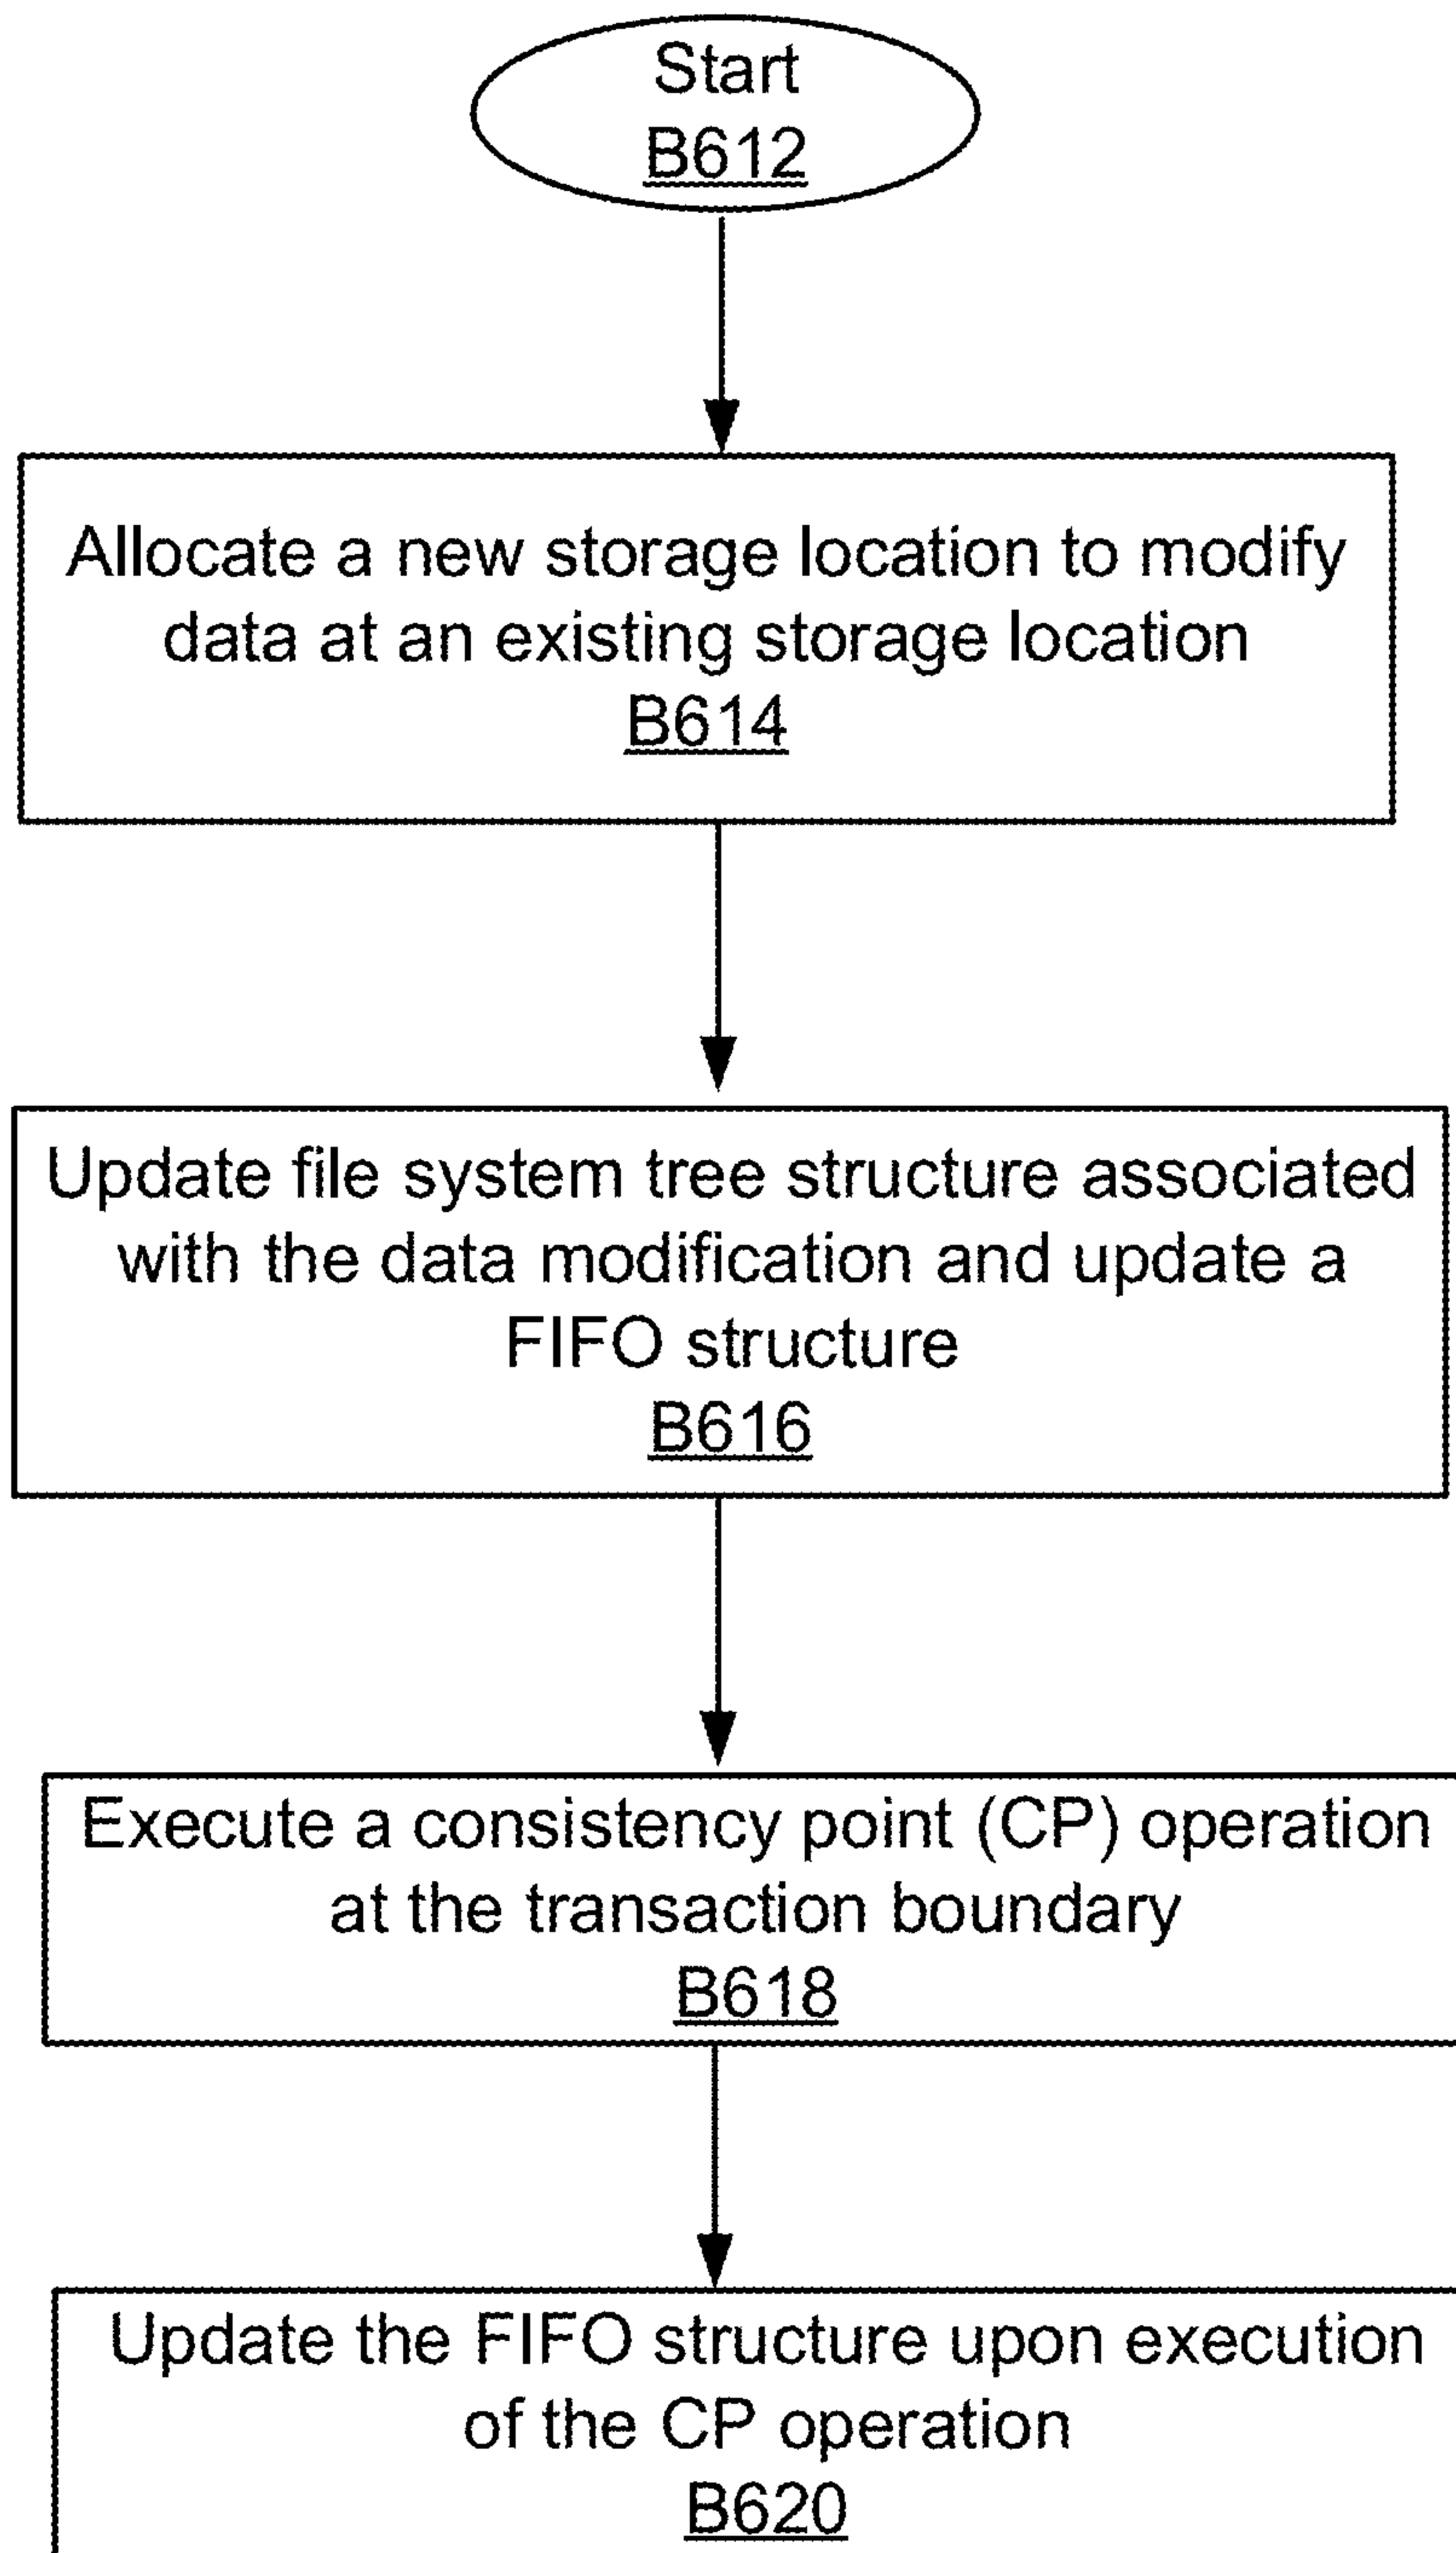 Start
B612
Allocate a new storage location to modify
data at an existing storage location
B614
Update file system tree structure associated
with the data modification and update a
FIFO structure
B616
Execute a consistency point (CP) operation
at the transaction boundary
B618
Update the FIFO structure upon execution
of the CP operation
B620